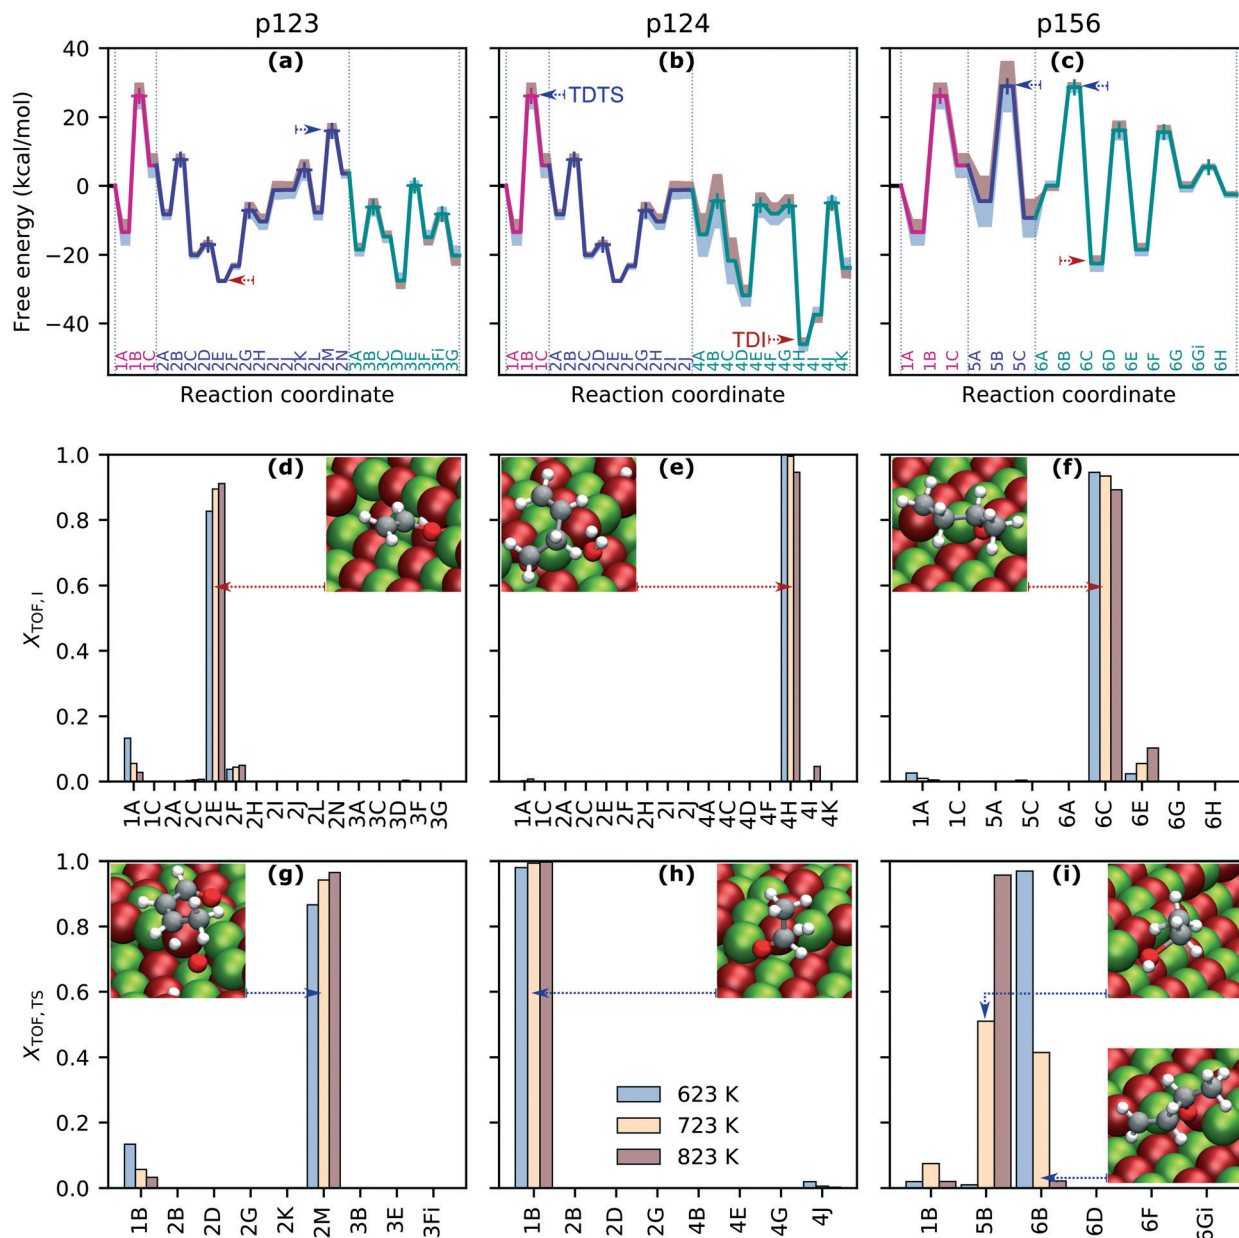 p123 p124 p156
(a) (b) (c)
Free energy (kcal/mol)
40
20
0
−20
−40
TDTS
TDI
1A 1B 1C 2A 2B 2C 2D 2E 2F 2G 2H 2I 2J 2K 2L 2M 2N 3A 3B 3C 3D 3E 3F 3Fi 3G
1A 1B 1C 2A 2B 2C 2D 2E 2F 2G 2H 2I 2J 4A 4B 4C 4D 4E 4F 4G 4H 4I 4J 4K
1A 1B 1C 5A 5B 5C 6A 6B 6C 6D 6E 6F 6G 6Gi 6H
Reaction coordinate Reaction coordinate Reaction coordinate
(d) (e) (f)
XTOF,I
1.0
0.8
0.6
0.4
0.2
0.0
1A 1C 2A 2C 2E 2F 2H 2I 2J 2L 2N 3A 3C 3D 3F 3G
1A 1C 2A 2C 2E 2F 2H 2I 2J 4A 4C 4D 4F 4H 4I 4K
1A 1C 5A 5C 6A 6C 6E 6G 6H
(g) (h) (i)
XTOF,TS
1.0
0.8
0.6
0.4
0.2
0.0
623 K
723 K
823 K
1B 2B 2D 2G 2K 2M 3B 3E 3Fi
1B 2B 2D 2G 4B 4E 4G 4J
1B 5B 6B 6D 6F 6Gi